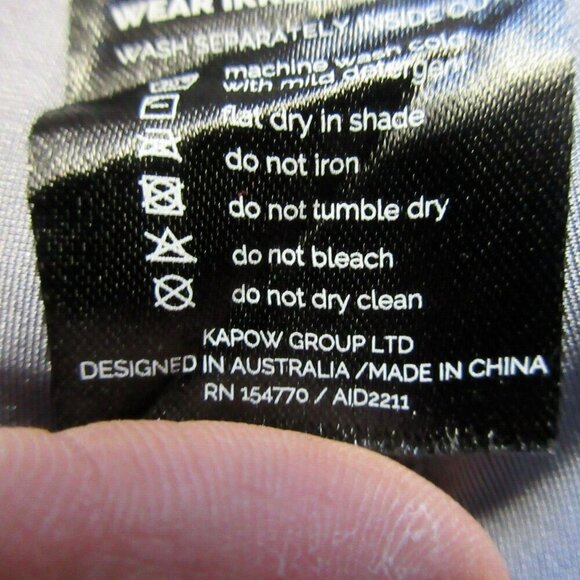 WEAR
WASH SEPARATELY INSIDE OU
machine wash cold
with mild detergent
flat dry in shade
do not iron
do not tumble dry
do not bleach
do not dry clean
KAPOW GROUP LTD
DESIGNED IN AUSTRALIA /MADE IN CHINA
RN 154770 / AID2211